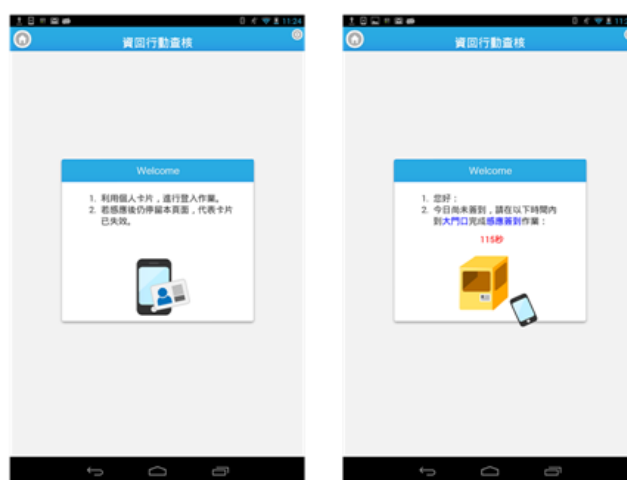 11:24
資回行動查核
Welcome
1. 利用個人卡片，進行登入作業。
2. 若感應後仍停留本頁面，代表卡片
已失效。
資回行動查核
Welcome
1. 您好：
2. 今日尚未簽到，請在以下時間內
到大門口完成感應簽到作業：
115秒